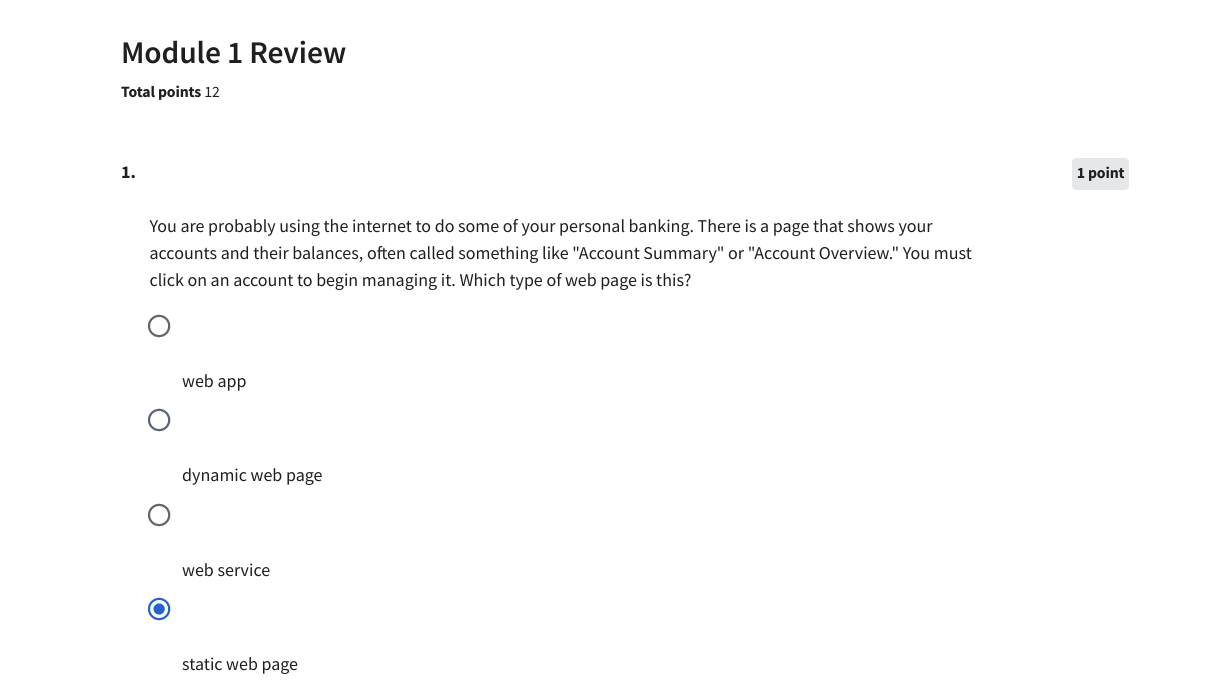 Module 1 Review
Total points 12
1.
1 point
You are probably using the internet to do some of your personal banking. There is a page that shows your
accounts and their balances, often called something like "Account Summary" or "Account Overview." You must
click on an account to begin managing it. Which type of web page is this?
web app
dynamic web page
web service
static web page